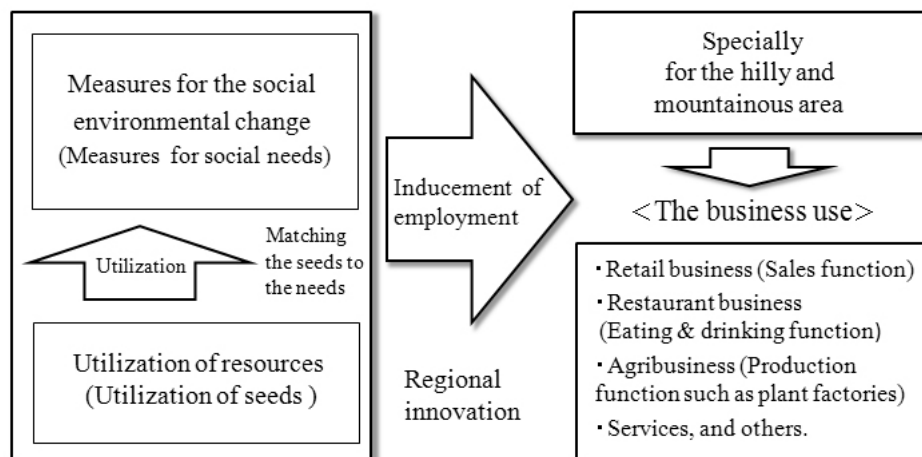 Measures for the social
environmental change
(Measures for social needs)
Utilization
Matching
the seeds to
the needs
Utilization of resources
(Utilization of seeds )
Inducement of
employment
Regional
innovation
Specially
for the hilly and
mountainous area
＜The business use＞
・Retail business (Sales function)
・Restaurant business
(Eating & drinking function)
・Agribusiness (Production
function such as plant factories)
・Services, and others.